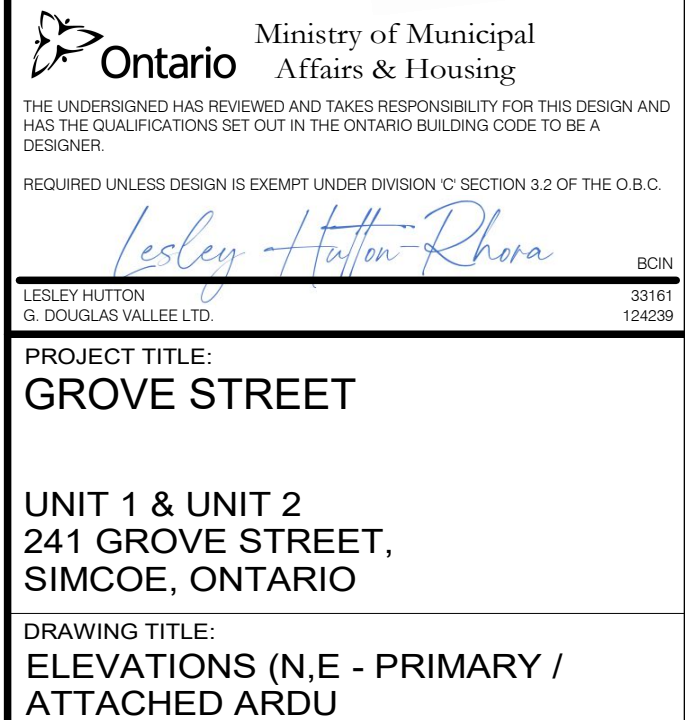 Ontario
Ministry of Municipal
Affairs & Housing
THE UNDERSIGNED HAS REVIEWED AND TAKES RESPONSIBILITY FOR THIS DESIGN AND
HAS THE QUALIFICATIONS SET OUT IN THE ONTARIO BUILDING CODE TO BE A
DESIGNER.
REQUIRED UNLESS DESIGN IS EXEMPT UNDER DIVISION 'C' SECTION 3.2 OF THE O.B.C.
Lesley Hutton-Rhora
BCIN
LESLEY HUTTON 33161
G. DOUGLAS VALLEE LTD. 124239
PROJECT TITLE:
GROVE STREET
UNIT 1 & UNIT 2
241 GROVE STREET,
SIMCOE, ONTARIO
DRAWING TITLE:
ELEVATIONS (N,E - PRIMARY /
ATTACHED ARDU